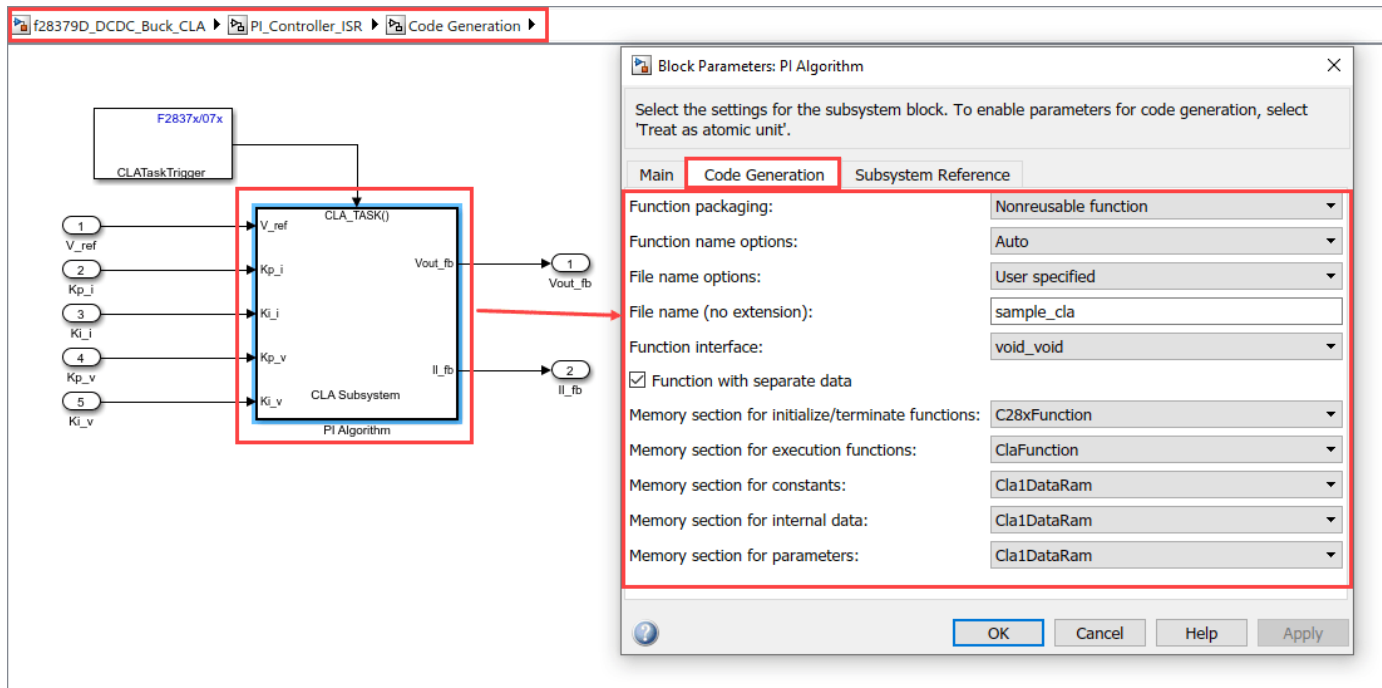 f28379D_DCDC_Buck_CLA PI_Controller_ISR Code Generation
F2837x/07x
CLATaskTrigger
CLA_TASK()
1
V_ref
V_ref
2
Kp_i
Kp_i
3
Ki_i
Ki_i
4
Kp_v
Kp_v
5
Ki_v
Ki_v
Vout_fb
1
Vout_fb
Il_fb
2
Il_fb
CLA Subsystem
PI Algorithm
Block Parameters: PI Algorithm
Select the settings for the subsystem block. To enable parameters for code generation, select
'Treat as atomic unit'.
Main Code Generation Subsystem Reference
Function packaging: Nonreusable function
Function name options: Auto
File name options: User specified
File name (no extension): sample_cla
Function interface: void_void
Function with separate data
Memory section for initialize/terminate functions: C28xFunction
Memory section for execution functions: ClaFunction
Memory section for constants: Cla1DataRam
Memory section for internal data: Cla1DataRam
Memory section for parameters: Cla1DataRam
? OK Cancel Help Apply